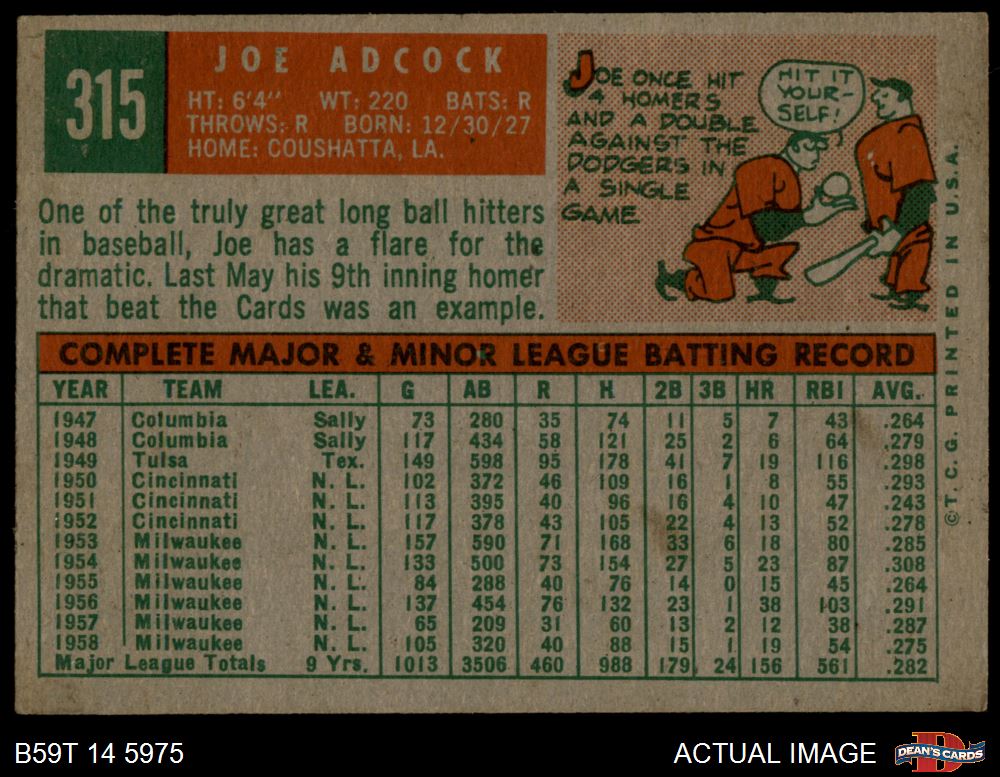 315
JOE ADCOCK
HT: 6'4" WT: 220 BATS: R
THROWS: R BORN: 12/30/27
HOME: COUSHATTA, LA.
JOE ONCE HIT
4 HOMERS
AND A DOUBLE
AGAINST THE
DODGERS IN
A SINGLE
GAME
HIT IT
YOUR-
SELF!
One of the truly great long ball hitters
in baseball, Joe has a flare for the
dramatic. Last May his 9th inning homer
that beat the Cards was an example.
COMPLETE MAJOR & MINOR LEAGUE BATTING RECORD
YEAR TEAM LEA. G AB R H 2B 3B HR RBI AVG.
1947 Columbia Sally 73 280 35 74 11 5 7 43 .264
1948 Columbia Sally 117 434 58 121 25 2 6 64 .279
1949 Tulsa Tex. 149 598 95 178 41 7 19 116 .298
1950 Cincinnati N. L. 102 372 46 109 16 1 8 55 .293
1951 Cincinnati N. L. 113 395 40 96 16 4 10 47 .243
1952 Cincinnati N. L. 117 378 43 105 22 4 13 52 .278
1953 Milwaukee N. L. 157 590 71 168 33 6 18 80 .285
1954 Milwaukee N. L. 133 500 73 154 27 5 23 87 .308
1955 Milwaukee N. L. 84 288 40 76 14 0 15 45 .264
1956 Milwaukee N. L. 137 454 76 132 23 1 38 103 .291
1957 Milwaukee N. L. 65 209 31 60 13 2 12 38 .287
1958 Milwaukee N. L. 105 320 40 88 15 1 19 54 .275
Major League Totals 9 Yrs. 1013 3506 460 988 179 24 156 561 .282
©T. C. G. PRINTED IN U.S.A.
B59T 14 5975
ACTUAL IMAGE
D
DEAN'S CARDS